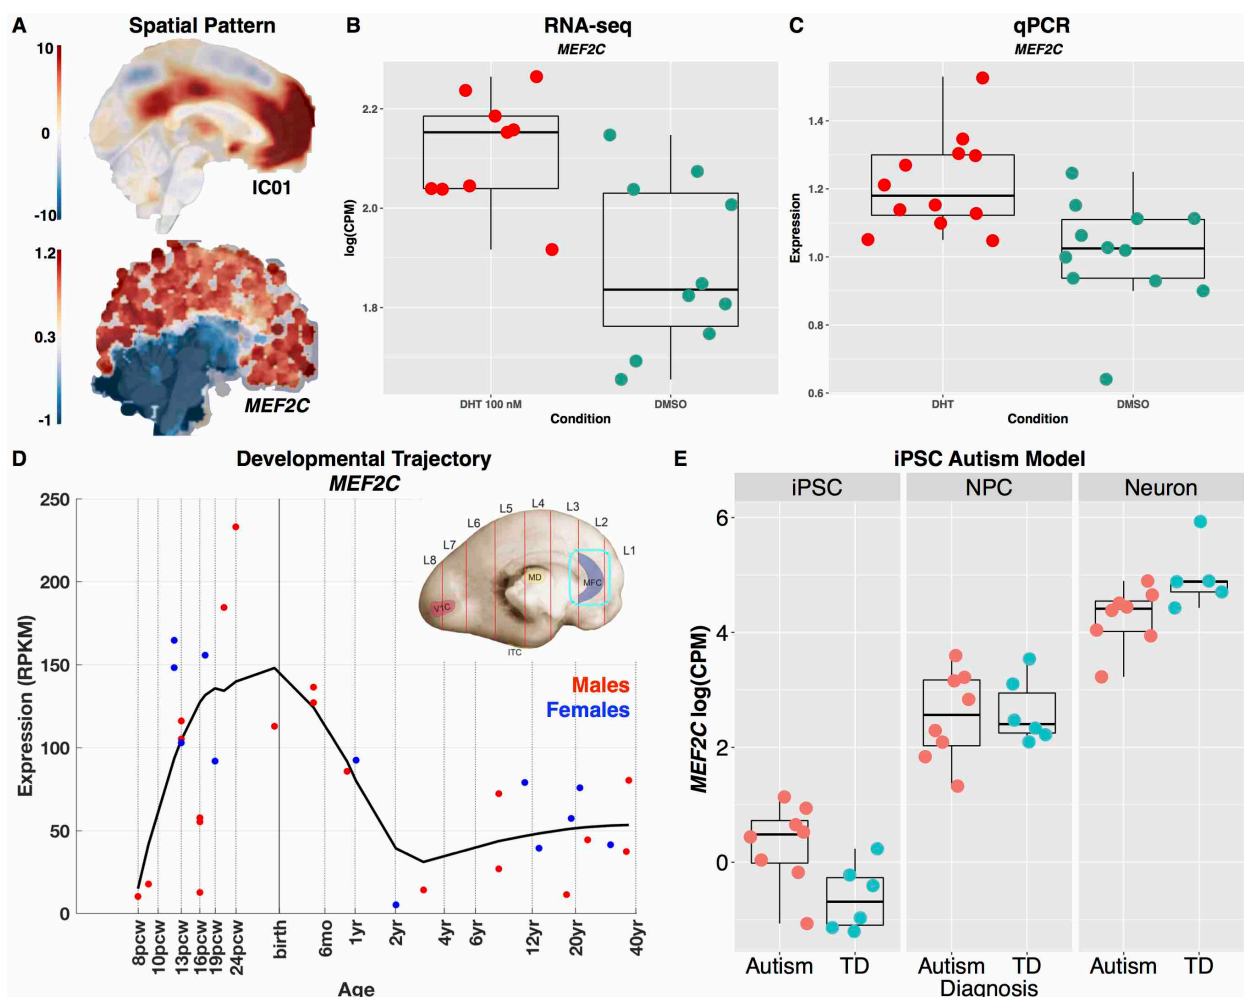 A
Spatial Pattern
10
0
-10
IC01
1.2
0.3
-1
MEF2C
B
RNA-seq
MEF2C
2.2
2.0
1.8
log(CPM)
DHT 100 nM
DMSO
Condition
C
qPCR
MEF2C
1.4
1.2
1.0
0.8
0.6
Expression
DHT
DMSO
Condition
D
Developmental Trajectory
MEF2C
250
200
150
100
50
0
Expression (RPKM)
L8
L7
L6
L5
L4
L3
L2
L1
V1C
MD
MFC
ITC
Males
Females
8pcw
10pcw
13pcw
16pcw
19pcw
24pcw
birth
6mo
1yr
2yr
4yr
6yr
12yr
20yr
40yr
Age
E
iPSC Autism Model
iPSC
NPC
Neuron
6
4
2
0
MEF2C log(CPM)
Autism
TD
Autism
TD
Autism
TD
Diagnosis